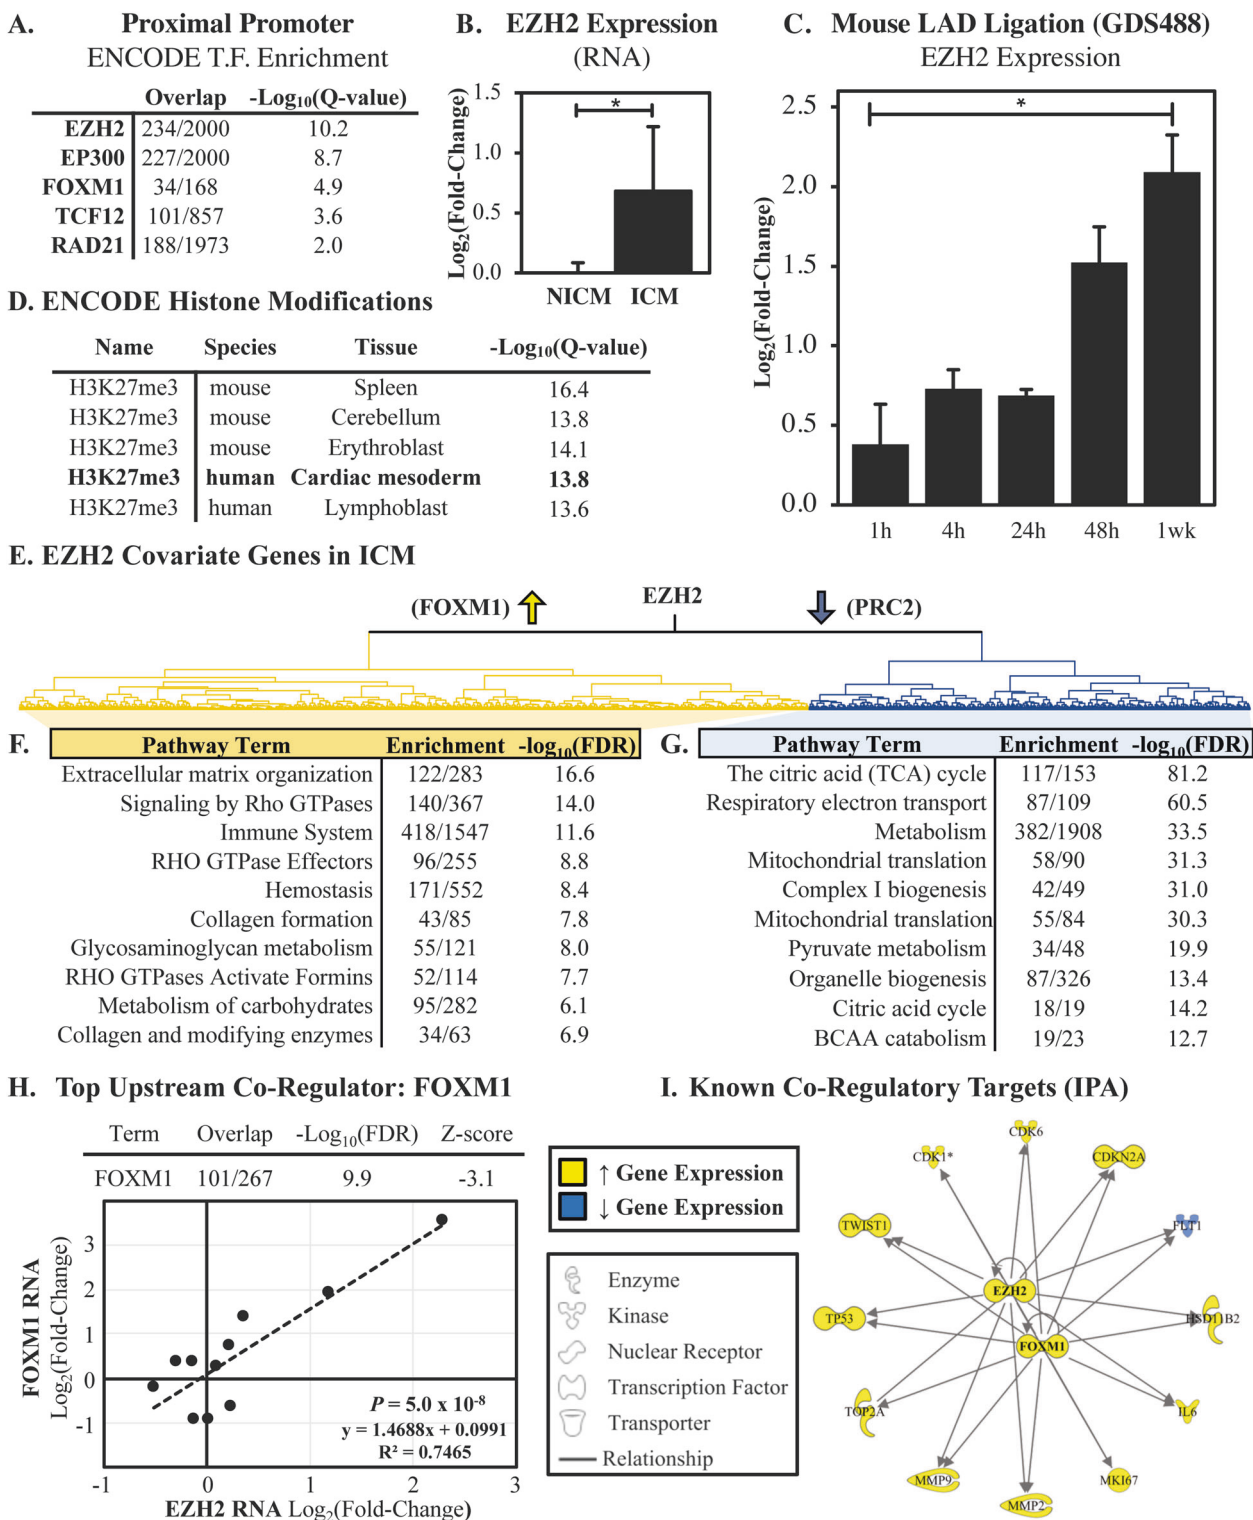 A. Proximal Promoter
ENCODE T.F. Enrichment
Overlap -Log10(Q-value)
EZH2 234/2000 10.2
EP300 227/2000 8.7
FOXM1 34/168 4.9
TCF12 101/857 3.6
RAD21 188/1973 2.0
B. EZH2 Expression
(RNA)
Log2(Fold-Change)
1.5
1.0
0.5
0.0
*
NICM ICM
C. Mouse LAD Ligation (GDS488)
EZH2 Expression
Log2(Fold-Change)
2.5
2.0
1.5
1.0
0.5
0.0
*
1h 4h 24h 48h 1wk
D. ENCODE Histone Modifications
Name Species Tissue -Log10(Q-value)
H3K27me3 mouse Spleen 16.4
H3K27me3 mouse Cerebellum 13.8
H3K27me3 mouse Erythroblast 14.1
H3K27me3 human Cardiac mesoderm 13.8
H3K27me3 human Lymphoblast 13.6
E. EZH2 Covariate Genes in ICM
(FOXM1) EZH2 (PRC2)
F. Pathway Term Enrichment -log10(FDR)
Extracellular matrix organization 122/283 16.6
Signaling by Rho GTPases 140/367 14.0
Immune System 418/1547 11.6
RHO GTPase Effectors 96/255 8.8
Hemostasis 171/552 8.4
Collagen formation 43/85 7.8
Glycosaminoglycan metabolism 55/121 8.0
RHO GTPases Activate Formins 52/114 7.7
Metabolism of carbohydrates 95/282 6.1
Collagen and modifying enzymes 34/63 6.9
G. Pathway Term Enrichment -log10(FDR)
The citric acid (TCA) cycle 117/153 81.2
Respiratory electron transport 87/109 60.5
Metabolism 382/1908 33.5
Mitochondrial translation 58/90 31.3
Complex I biogenesis 42/49 31.0
Mitochondrial translation 55/84 30.3
Pyruvate metabolism 34/48 19.9
Organelle biogenesis 87/326 13.4
Citric acid cycle 18/19 14.2
BCAA catabolism 19/23 12.7
H. Top Upstream Co-Regulator: FOXM1
Term Overlap -Log10(FDR) Z-score
FOXM1 101/267 9.9 -3.1
FOXM1 RNA
Log2(Fold-Change)
3
2
1
0
-1
P = 5.0 x 10-8
y = 1.4688x + 0.0991
R² = 0.7465
-1 0 1 2 3
EZH2 RNA Log2(Fold-Change)
I. Known Co-Regulatory Targets (IPA)
↑ Gene Expression
↓ Gene Expression
Enzyme
Kinase
Nuclear Receptor
Transcription Factor
Transporter
Relationship
CDK6
CDK1*
CDKN2A
TWIST1
FLT1
EZH2
TP53
HSD11B2
FOXM1
TOP2A
IL6
MMP9
MKI67
MMP2